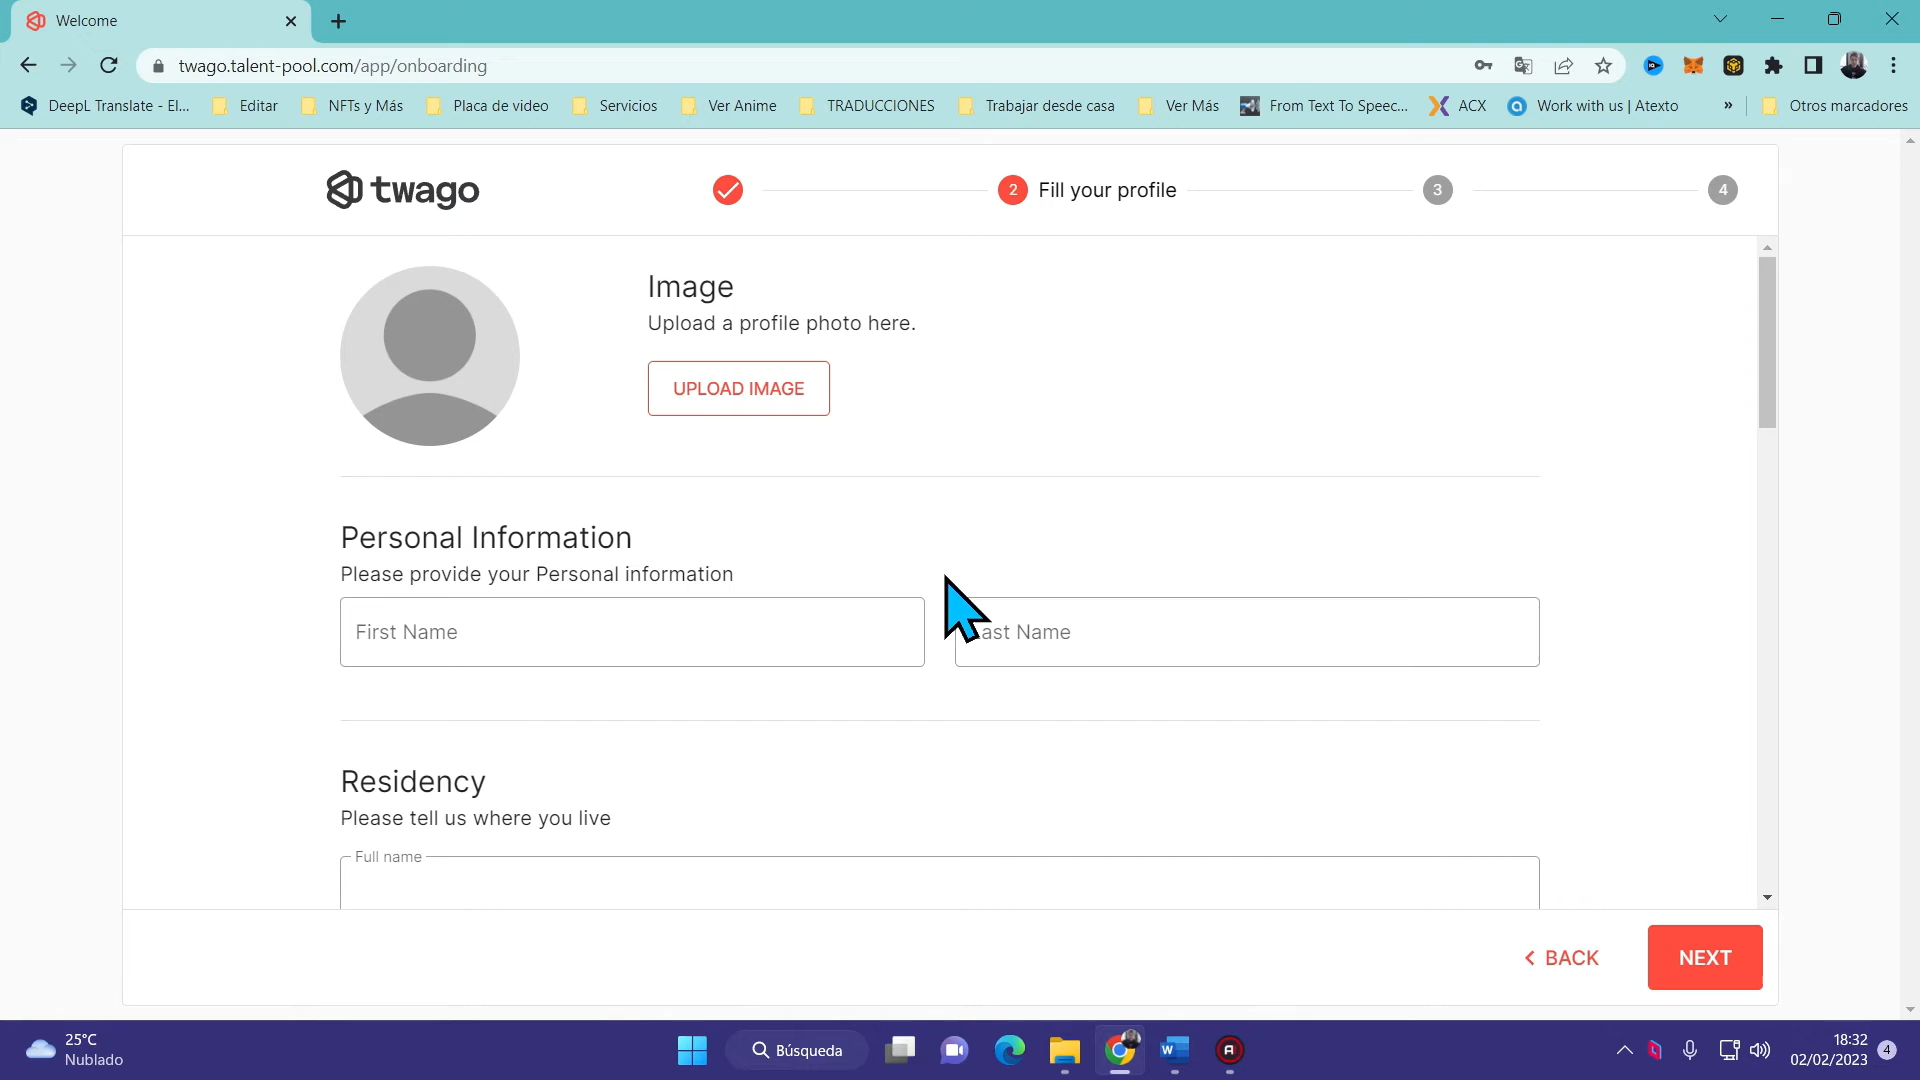 Welcome
twago.talent-pool.com/app/onboarding
DeepL Translate - El...
Editar
NFTs y Más
Placa de video
Servicios
Ver Anime
TRADUCCIONES
Trabajar desde casa
Ver Más
From Text To Speec...
ACX
Work with us | Atexto
»
Otros marcadores
twago
2 Fill your profile
3
4
Image
Upload a profile photo here.
UPLOAD IMAGE
Personal Information
Please provide your Personal information
First Name
ast Name
Residency
Please tell us where you live
Full name
BACK
NEXT
25°C
Nublado
Búsqueda
18:32
02/02/2023
4